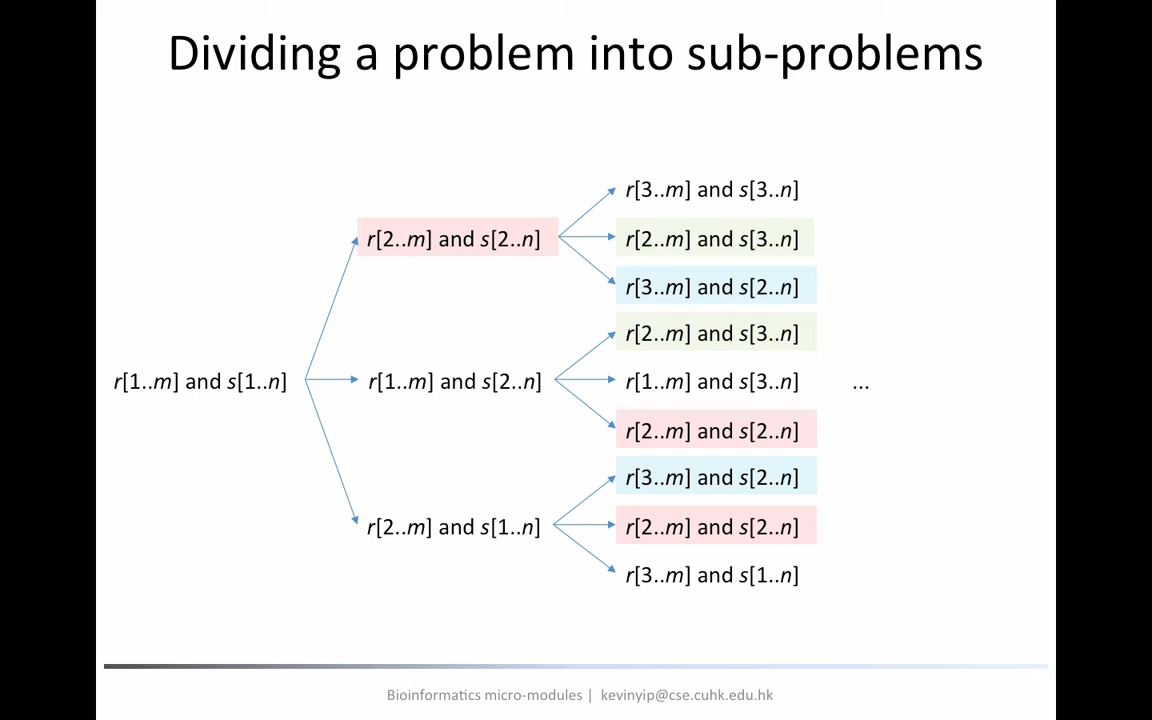 Dividing a problem into sub-problems
r[3..m] and s[3..n]
r[2..m] and s[2..n]
r[2..m] and s[3..n]
r[3..m] and s[2..n]
r[2..m] and s[3..n]
r[1..m] and s[1..n]
r[1..m] and s[2..n]
r[1..m] and s[3..n]
...
r[2..m] and s[2..n]
r[3..m] and s[2..n]
r[2..m] and s[1..n]
r[2..m] and s[2..n]
r[3..m] and s[1..n]
Bioinformatics micro-modules | kevinyip@cse.cuhk.edu.hk